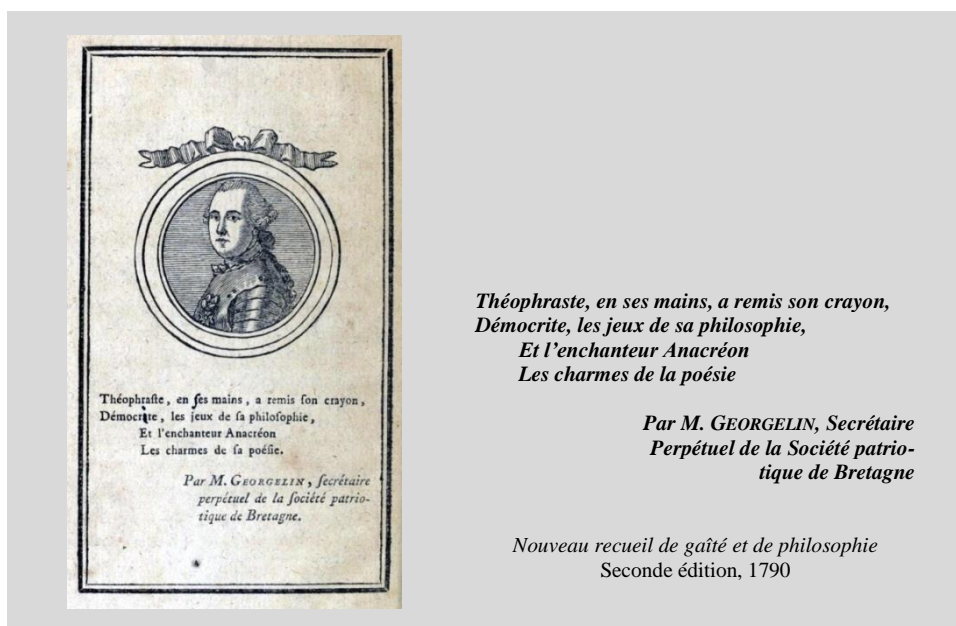 Théophraſte, en ſes mains, a remis ſon crayon,
Démocrite, les jeux de ſa philoſophie,
Et l'enchanteur Anacréon
Les charmes de ſa poéſie.
Par M. GEORGELIN, ſecrétaire
perpétuel de la ſociété patrio-
tique de Bretagne.
Théophraste, en ses mains, a remis son crayon,
Démocrite, les jeux de sa philosophie,
Et l'enchanteur Anacréon
Les charmes de la poésie
Par M. GEORGELIN, Secrétaire
Perpétuel de la Société patrio-
tique de Bretagne
Nouveau recueil de gaîté et de philosophie
Seconde édition, 1790